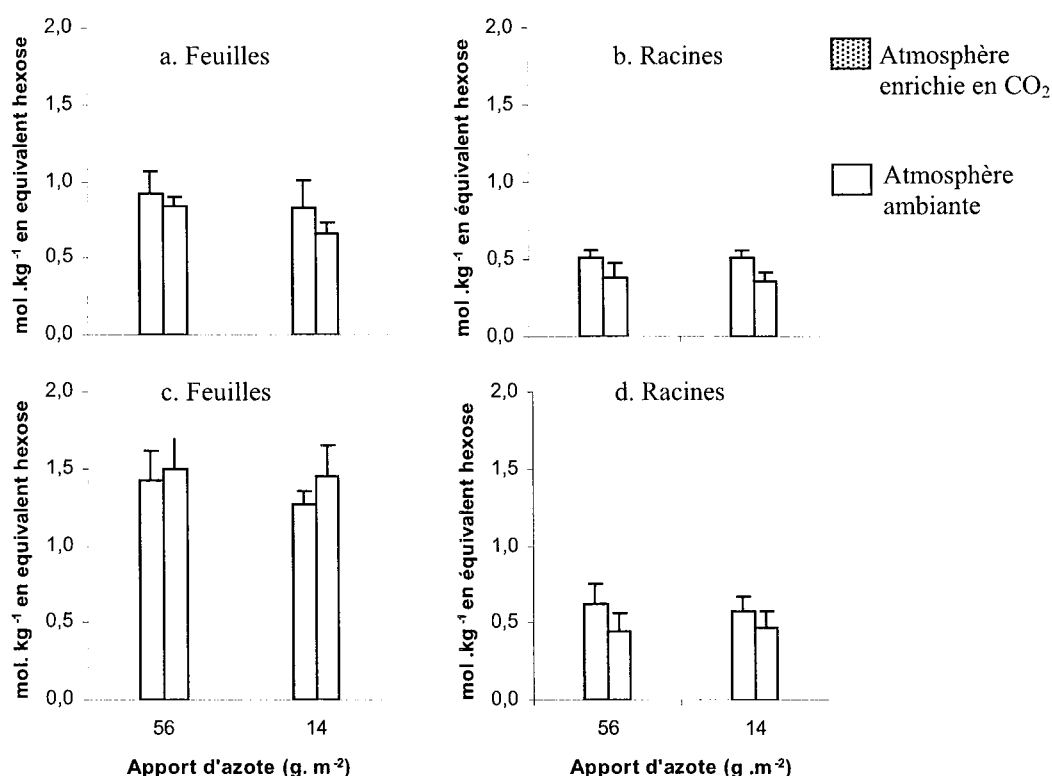 2,0
1,5
1,0
0,5
0,0
mol .kg⁻¹ en equivalent hexose
a. Feuilles
2,0
1,5
1,0
0,5
0,0
mol .kg⁻¹ en équivalent hexose
b. Racines
Atmosphère
enrichie en CO₂
Atmosphère
ambiante
2,0
1,5
1,0
0,5
0,0
mol. kg⁻¹ en equivalent hexose
c. Feuilles
56
14
Apport d'azote (g. m⁻²)
2,0
1,5
1,0
0,5
0,0
mol .kg⁻¹ en équivalent hexose
d. Racines
56
14
Apport d'azote (g .m⁻²)